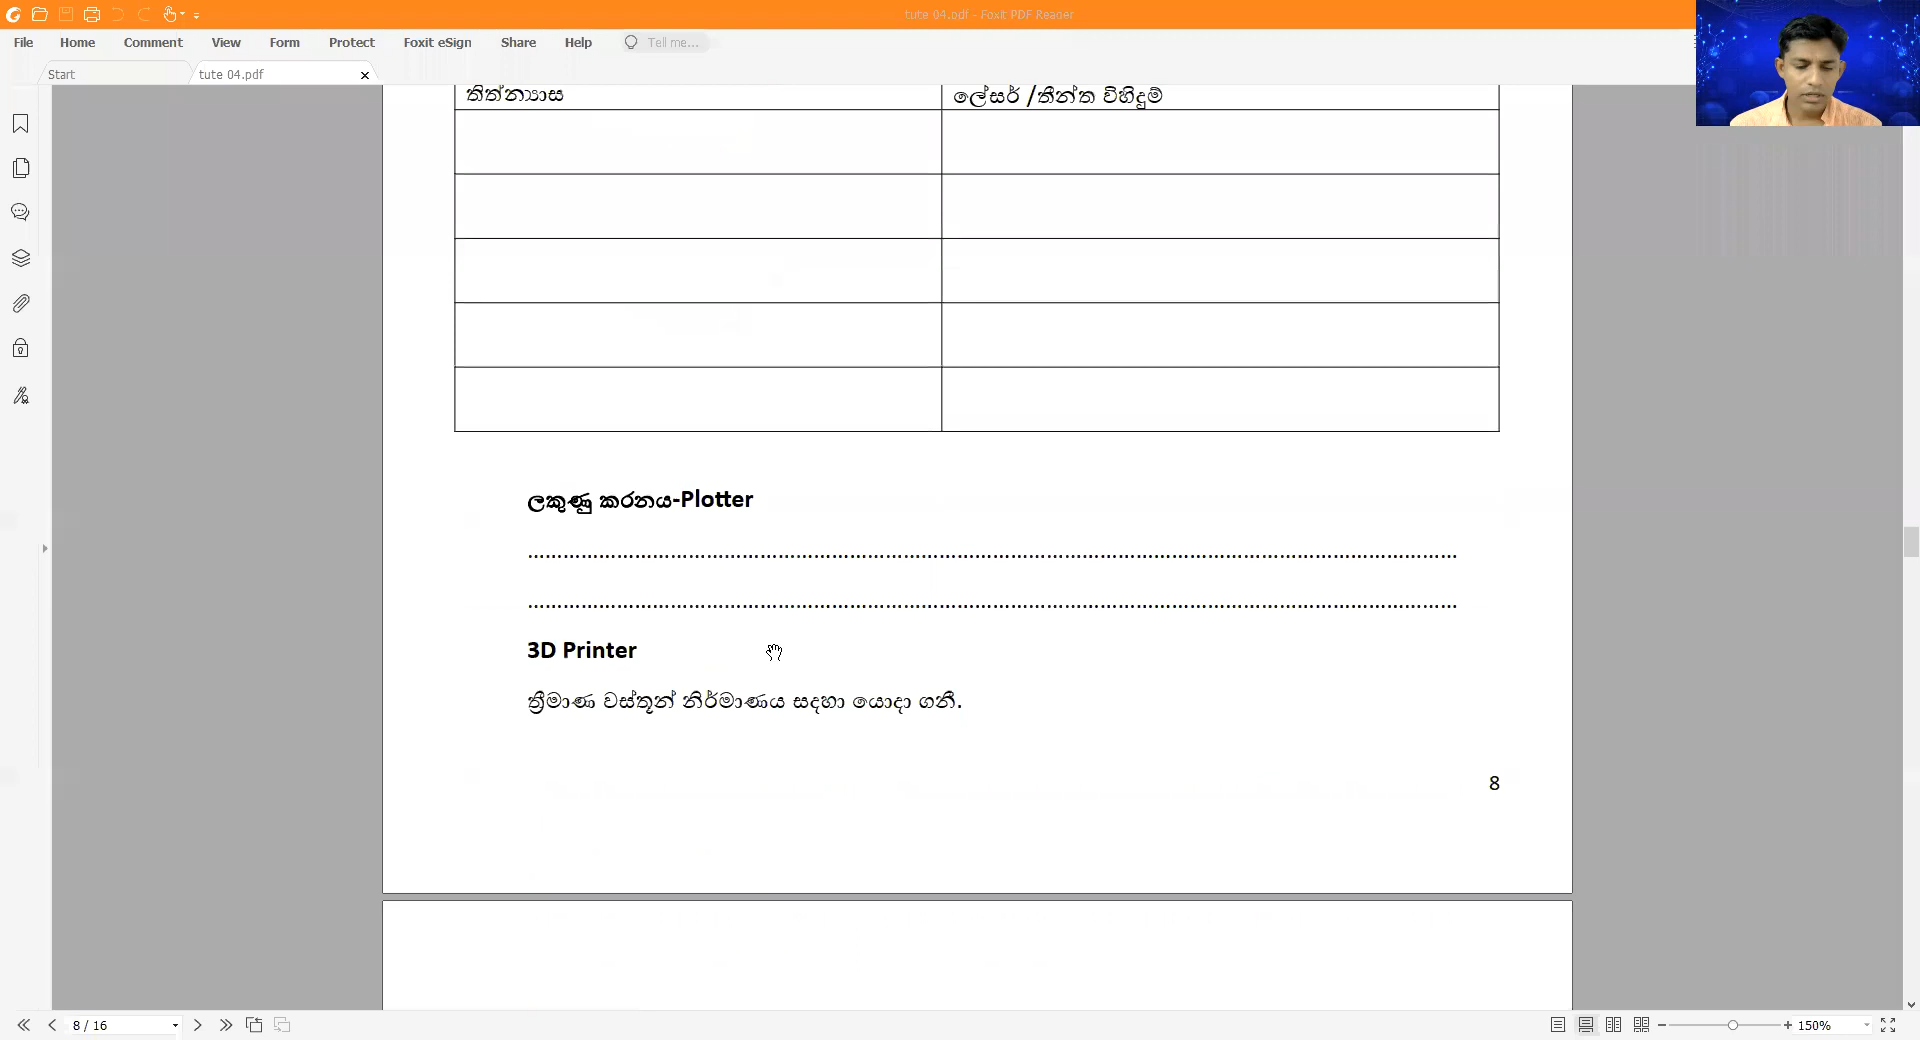 tute 04.pdf - Foxit PDF Reader
File Home Comment View Form Protect Foxit eSign Share Help Tell me...
Start tute 04.pdf
තිත්න්‍යාස ලේසර් /තීන්ත විහිදුම්
ලකුණු කරනය-Plotter
................................................................................
................................................................................
3D Printer
ත්‍රිමාණ වස්තූන් නිර්මාණය සදහා යොදා ගනී.
8
8 / 16 150%